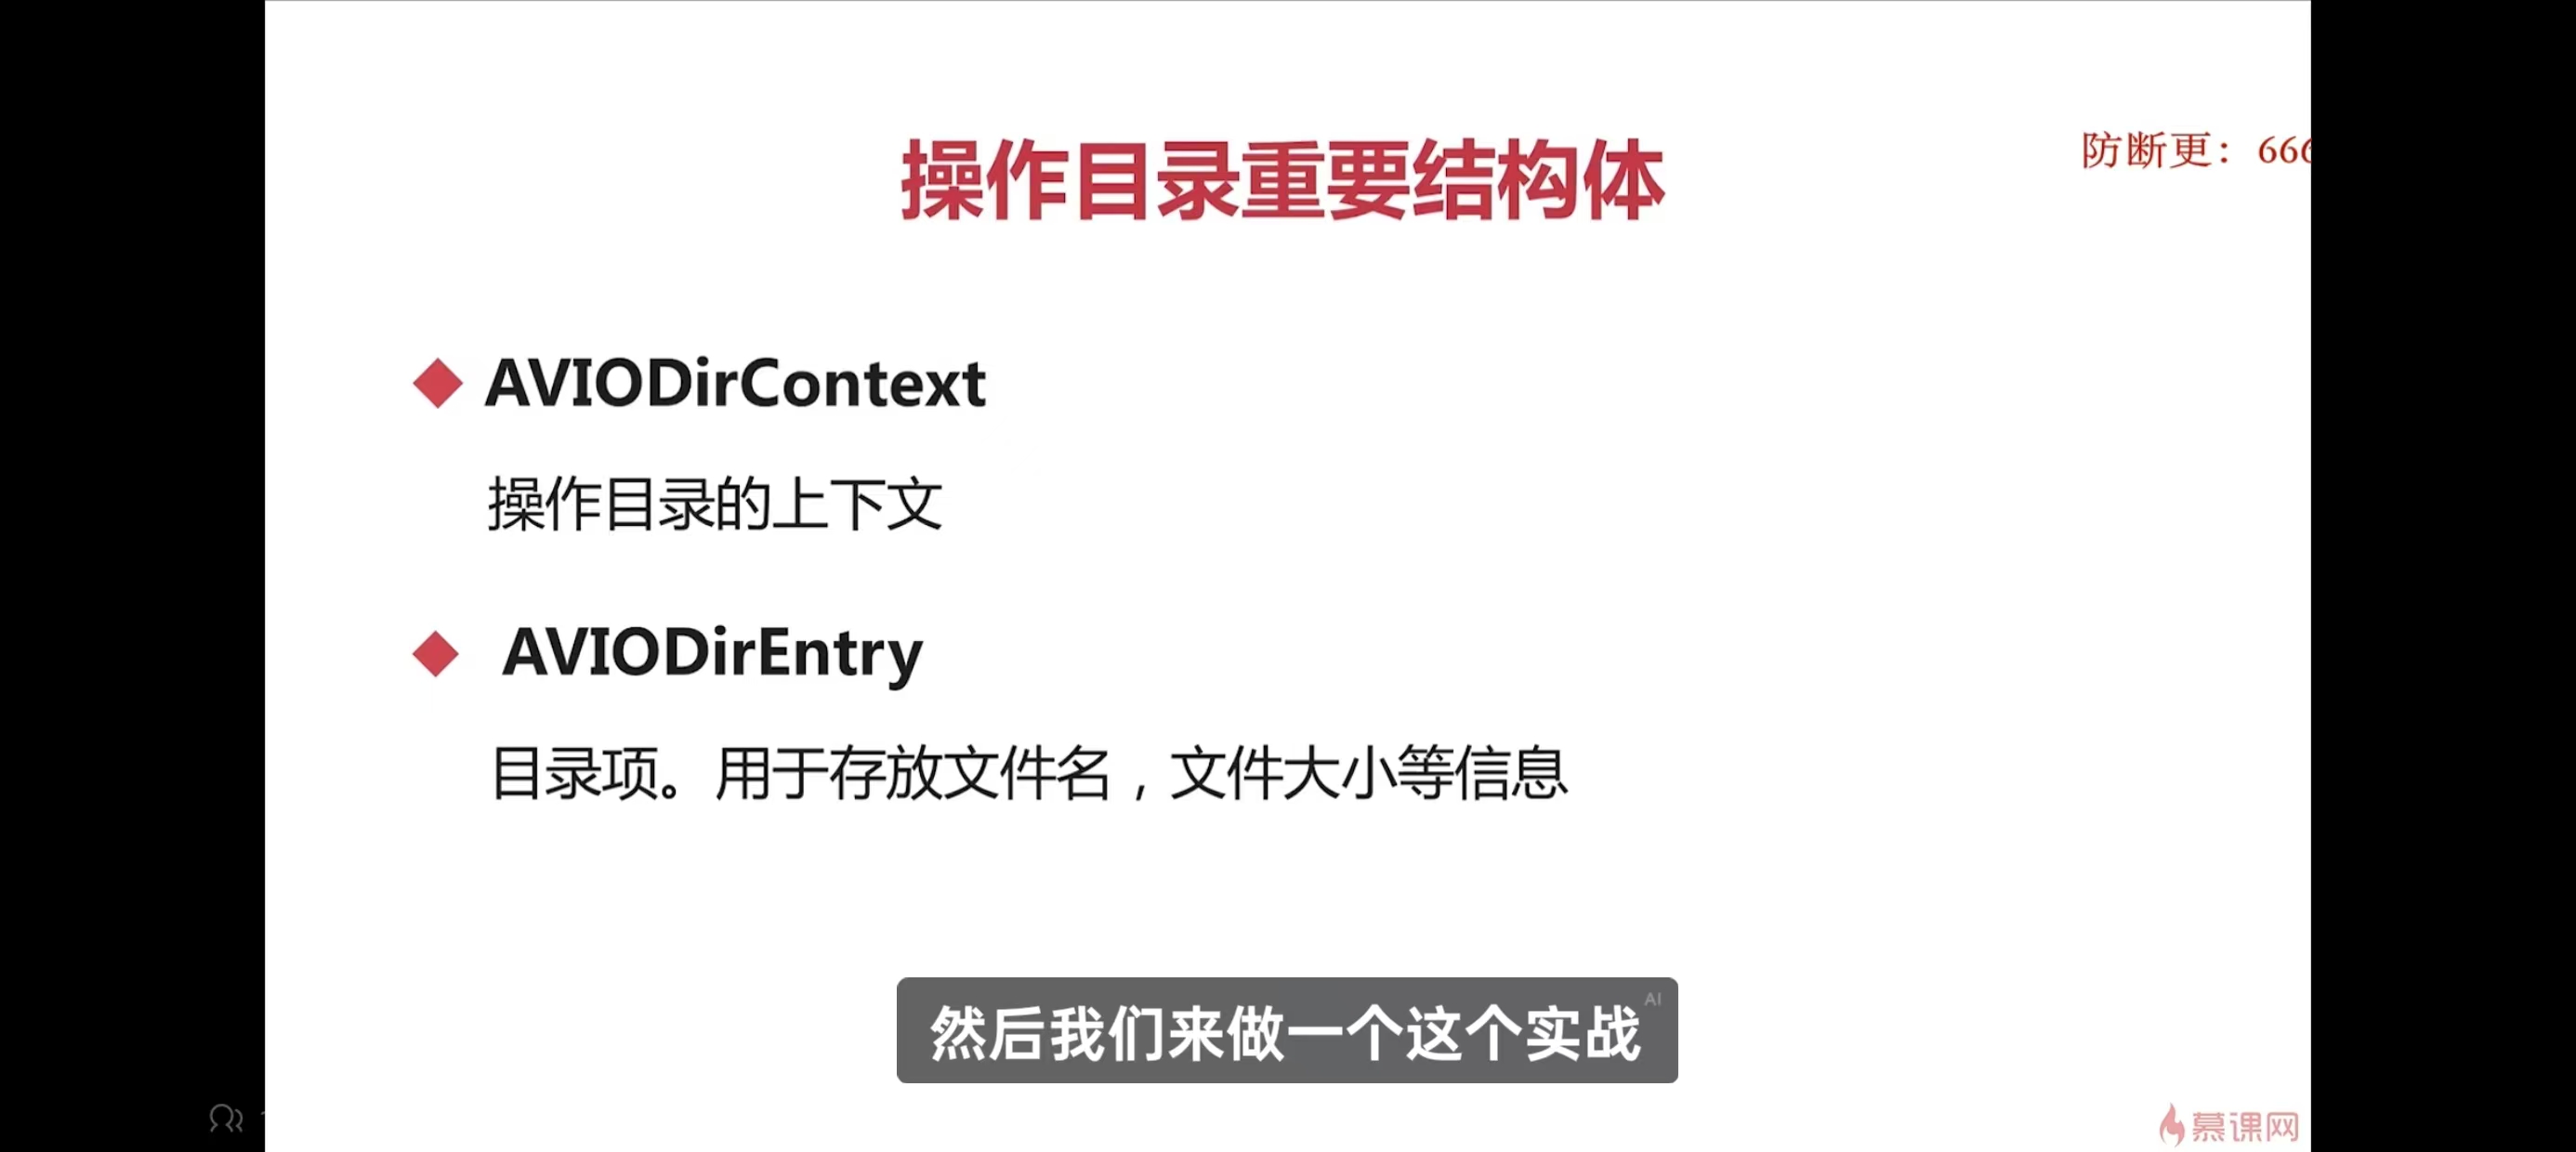 操作目录重要结构体
防断更：666
AVIODirContext
操作目录的上下文
AVIODirEntry
目录项。用于存放文件名，文件大小等信息
然后我们来做一个这个实战
AI
慕课网